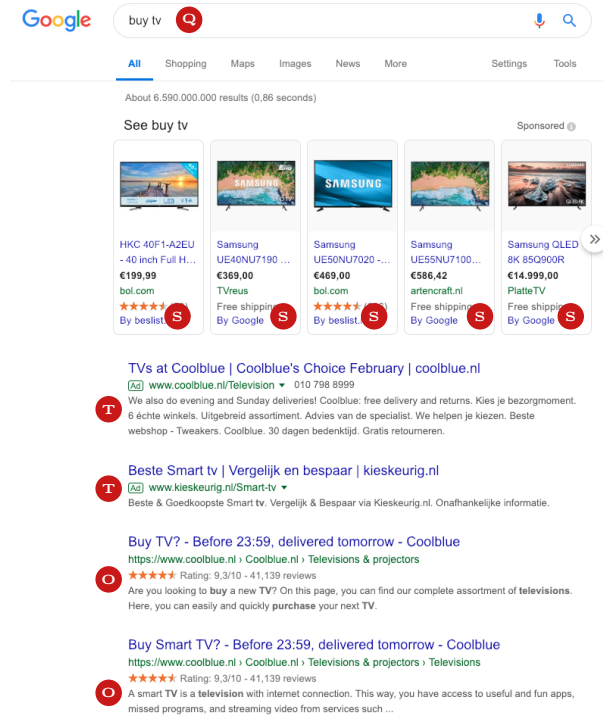 Google
buy tv Q
All Shopping Maps Images News More Settings Tools
About 6.590.000.000 results (0,86 seconds)
See buy tv Sponsored
SAMSUNG SAMSUNG
HKC 40F1-A2EU
- 40 inch Full H...
€199,99
bol.com
By beslist. S
Samsung
UE40NU7190 ...
€369,00
TVreus
Free shipping
By Google S
Samsung
UE50NU7020 -...
€469,00
bol.com
By beslist. S
Samsung
UE55NU7100...
€586,42
artencraft.nl
Free shipping
By Google S
Samsung QLED
8K 85Q900R
€14.999,00
PlatteTV
Free shippin
By Google S
TVs at Coolblue | Coolblue's Choice February | coolblue.nl
Ad www.coolblue.nl/Television 010 798 8999
T We also do evening and Sunday deliveries! Coolblue: free delivery and returns. Kies je bezorgmoment.
6 échte winkels. Uitgebreid assortiment. Advies van de specialist. We helpen je kiezen. Beste
webshop - Tweakers. Coolblue. 30 dagen bedenktijd. Gratis retourneren.
Beste Smart tv | Vergelijk en bespaar | kieskeurig.nl
T Ad www.kieskeurig.nl/Smart-tv
Beste & Goedkoopste Smart tv. Vergelijk & Bespaar via Kieskeurig.nl. Onafhankelijke informatie.
Buy TV? - Before 23:59, delivered tomorrow - Coolblue
https://www.coolblue.nl › Coolblue.nl › Televisions & projectors
O Rating: 9,3/10 - 41,139 reviews
Are you looking to buy a new TV? On this page, you can find our complete assortment of televisions.
Here, you can easily and quickly purchase your next TV.
Buy Smart TV? - Before 23:59, delivered tomorrow - Coolblue
https://www.coolblue.nl › Coolblue.nl › Televisions & projectors › Televisions
O Rating: 9,3/10 - 41,139 reviews
A smart TV is a television with internet connection. This way, you have access to useful and fun apps,
missed programs, and streaming video from services such ...